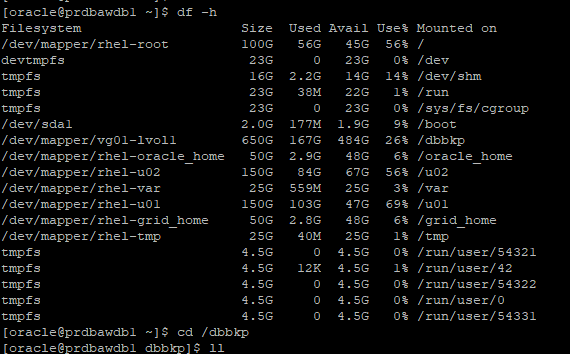 [oracle@prdbawdb1 ~]$ df -h
Filesystem Size Used Avail Use% Mounted on
/dev/mapper/rhel-root 100G 56G 45G 56% /
devtmpfs 23G 0 23G 0% /dev
tmpfs 16G 2.2G 14G 14% /dev/shm
tmpfs 23G 38M 22G 1% /run
tmpfs 23G 0 23G 0% /sys/fs/cgroup
/dev/sda1 2.0G 177M 1.9G 9% /boot
/dev/mapper/vg01-lvol1 650G 167G 484G 26% /dbbkp
/dev/mapper/rhel-oracle_home 50G 2.9G 48G 6% /oracle_home
/dev/mapper/rhel-u02 150G 84G 67G 56% /u02
/dev/mapper/rhel-var 25G 559M 25G 3% /var
/dev/mapper/rhel-u01 150G 103G 47G 69% /u01
/dev/mapper/rhel-grid_home 50G 2.8G 48G 6% /grid_home
/dev/mapper/rhel-tmp 25G 40M 25G 1% /tmp
tmpfs 4.5G 0 4.5G 0% /run/user/54321
tmpfs 4.5G 12K 4.5G 1% /run/user/42
tmpfs 4.5G 0 4.5G 0% /run/user/54322
tmpfs 4.5G 0 4.5G 0% /run/user/0
tmpfs 4.5G 0 4.5G 0% /run/user/54331
[oracle@prdbawdb1 ~]$ cd /dbbkp
[oracle@prdbawdb1 dbbkp]$ ll